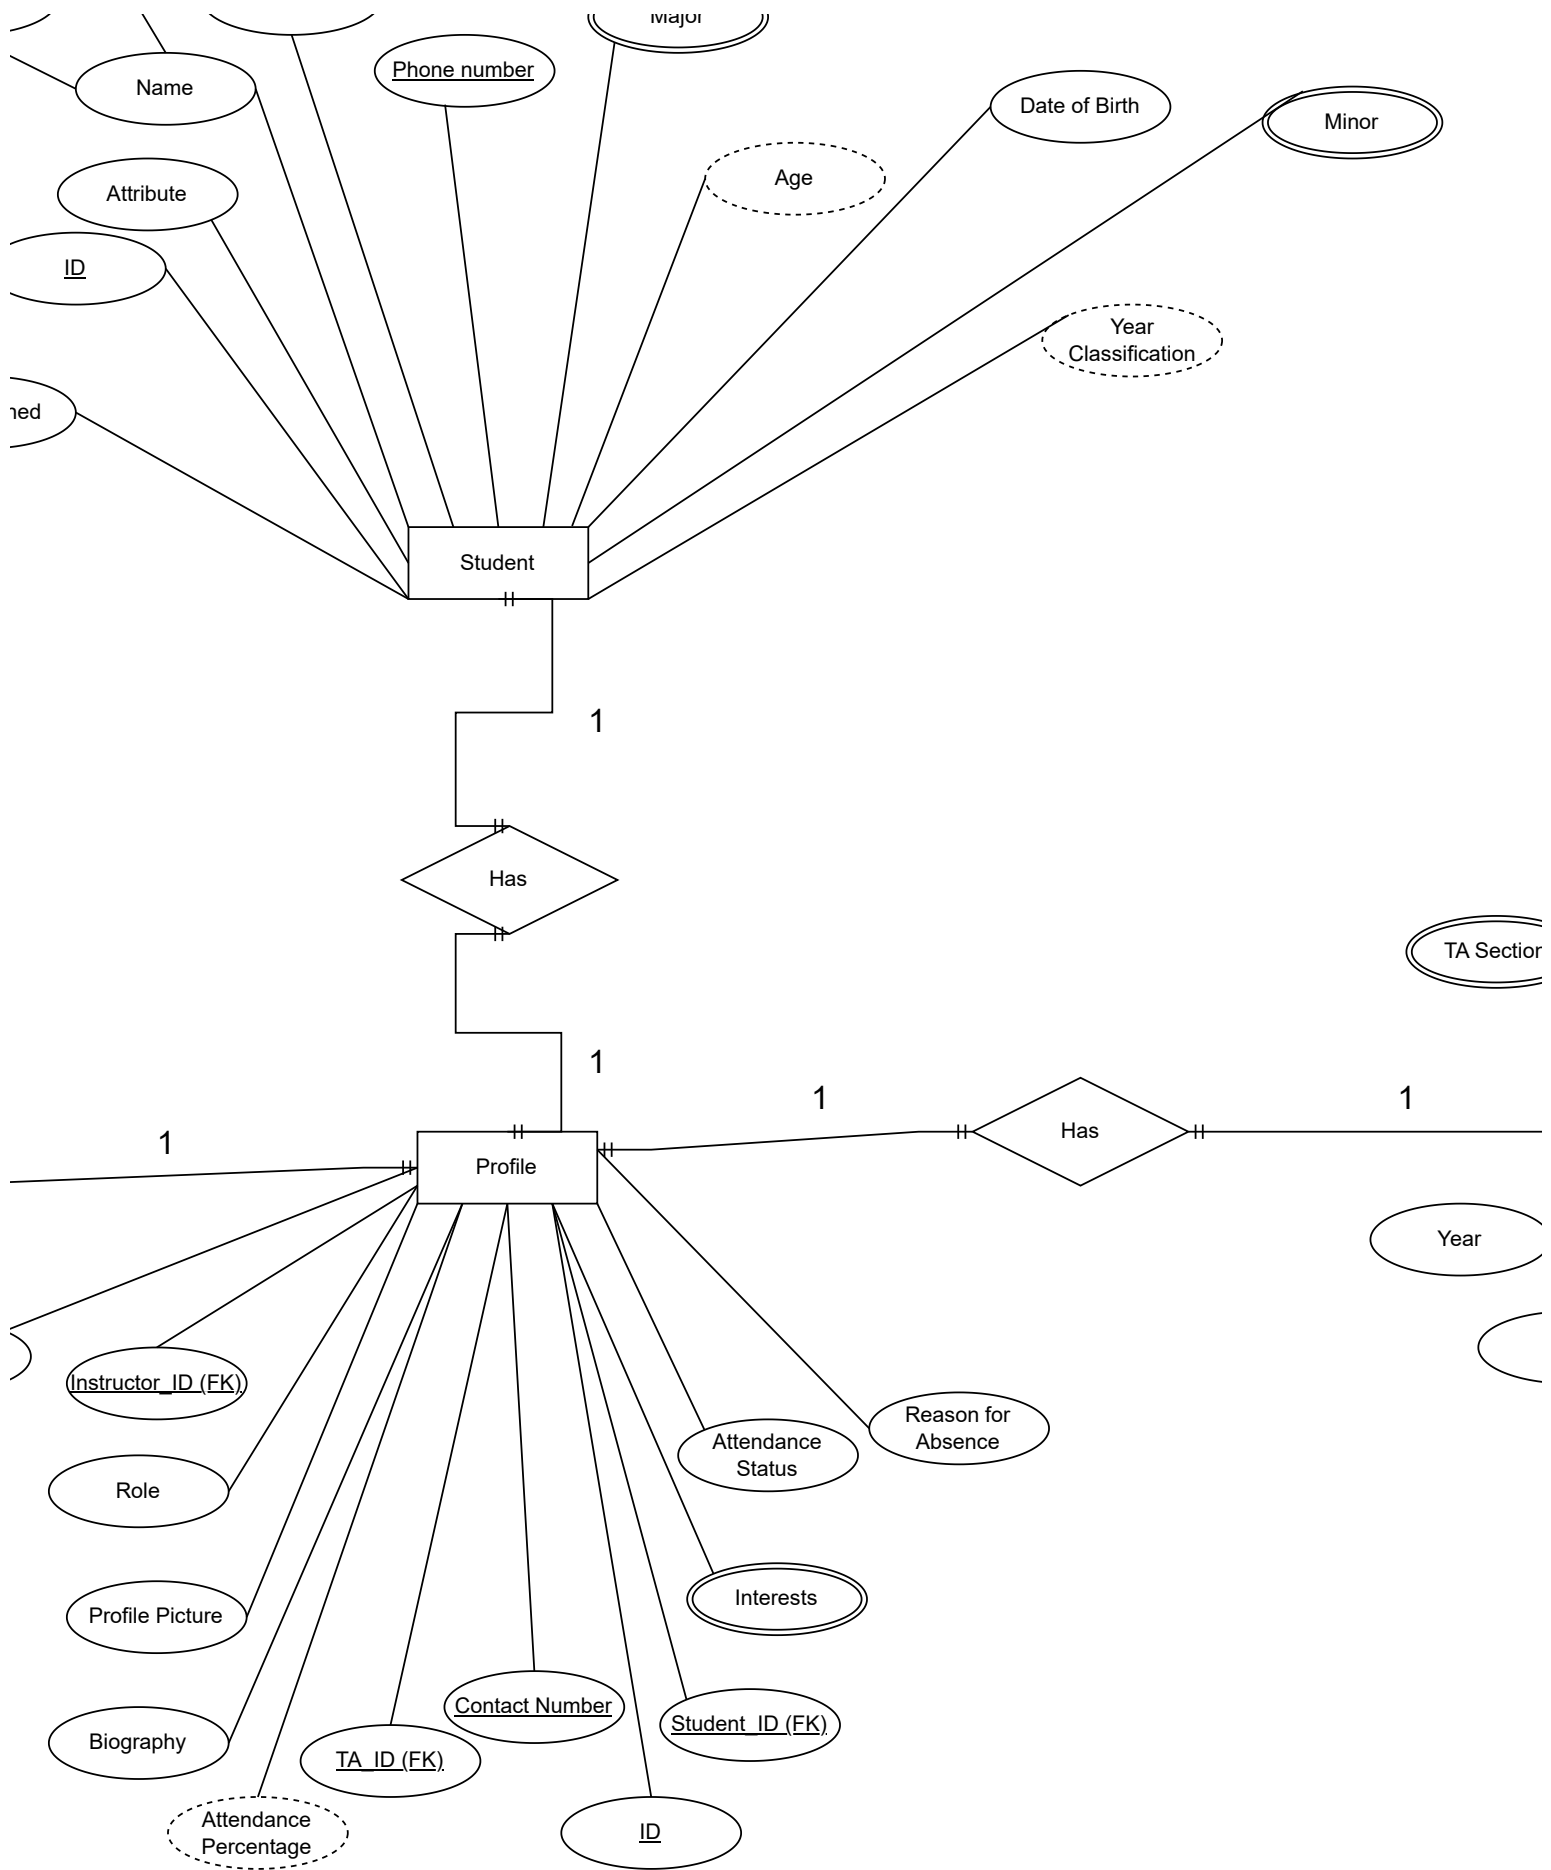 Major
Phone number
Name
Date of Birth
Minor
Age
Attribute
ID
Year
Classification
Student
1
Has
TA Section
1
1
1
1
Has
Profile
Year
Instructor_ID (FK)
Reason for
Absence
Attendance
Status
Role
Interests
Profile Picture
Contact Number
Student_ID (FK)
Biography
TA_ID (FK)
Attendance
Percentage
ID